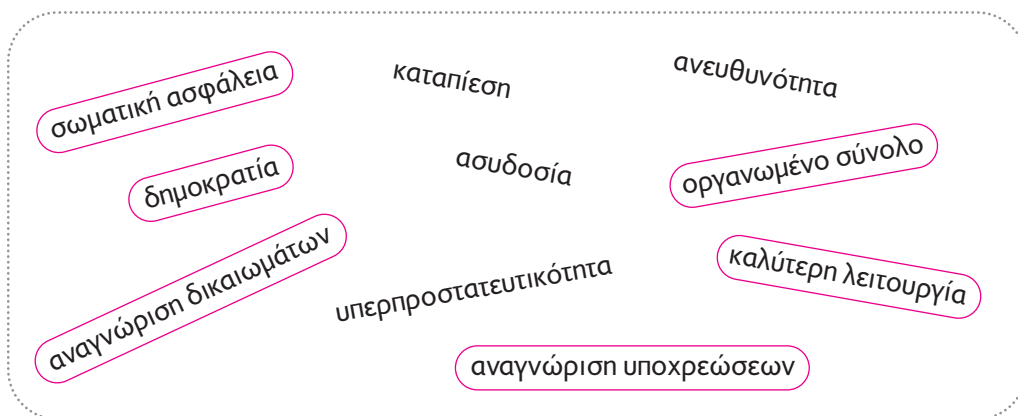 σωματική ασφάλεια
καταπίεση
ανευθυνότητα
δημοκρατία
ασυδοσία
οργανωμένο σύνολο
αναγνώριση δικαιωμάτων
υπερπροστατευτικότητα
καλύτερη λειτουργία
αναγνώριση υποχρεώσεων